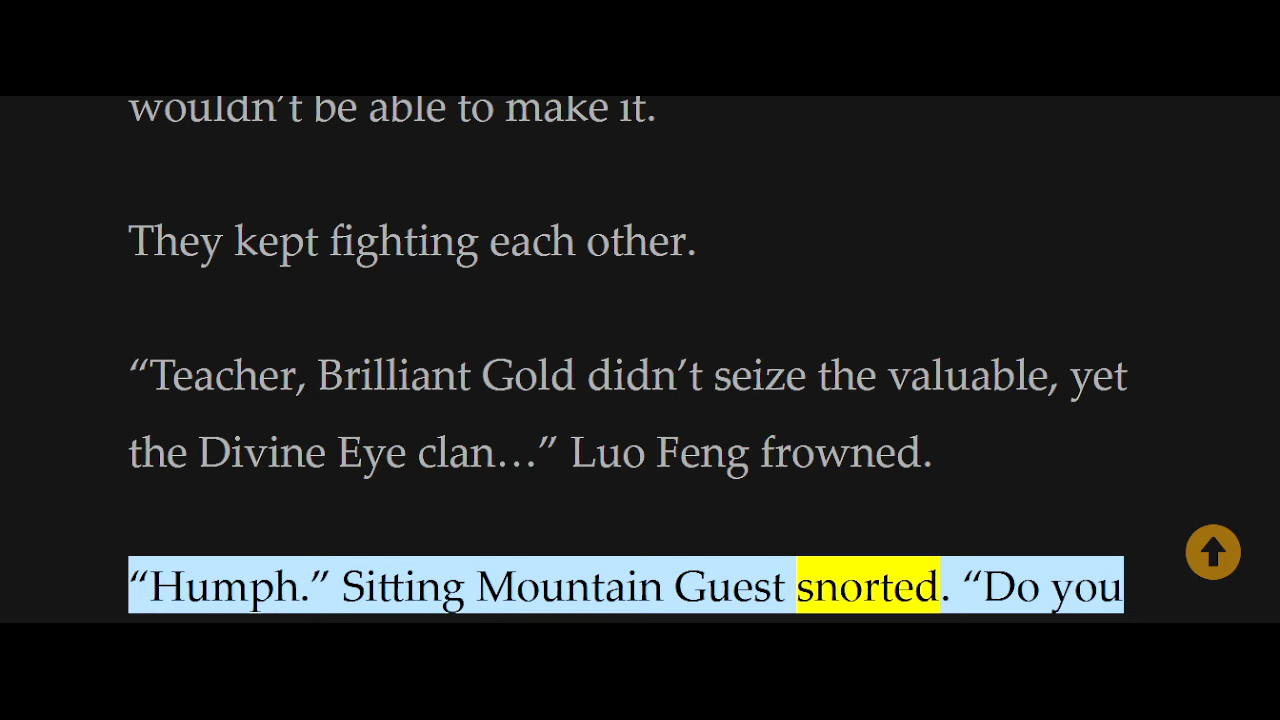 wouldn’t be able to make it.
They kept fighting each other.
“Teacher, Brilliant Gold didn’t seize the valuable, yet
the Divine Eye clan…” Luo Feng frowned.
“Humph.” Sitting Mountain Guest snorted. “Do you